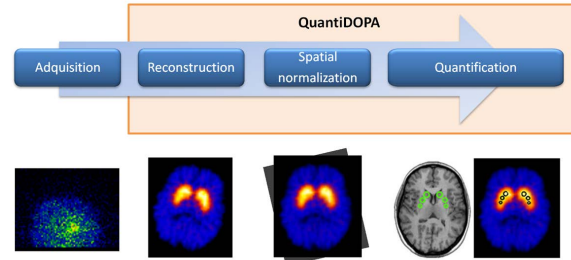 QuantiDOPA
Adquisition
Reconstruction
Spatial
normalization
Quantification